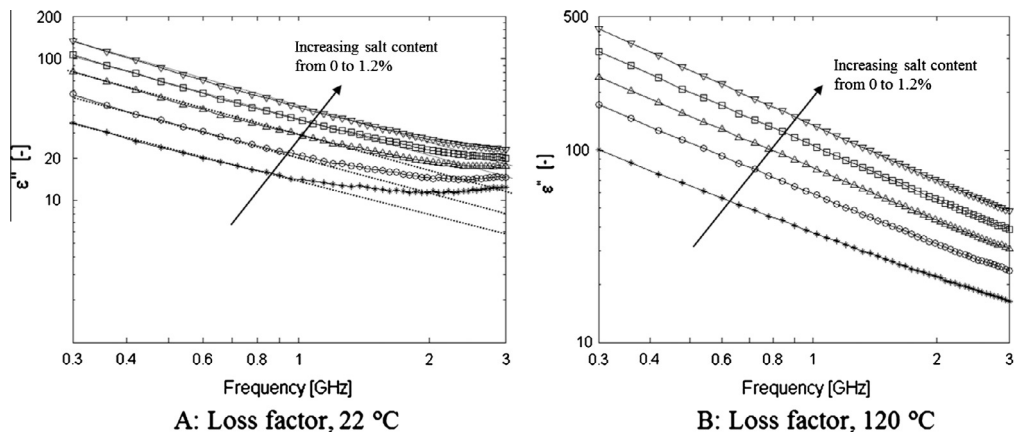 200
100
20
10
ε" [-]
Increasing salt content
from 0 to 1.2%
0.3 0.4 0.6 0.8 1 2 3
Frequency [GHz]
A: Loss factor, 22 °C
500
100
10
ε" [-]
Increasing salt content
from 0 to 1.2%
0.3 0.4 0.6 0.8 1 2 3
Frequency [GHz]
B: Loss factor, 120 °C